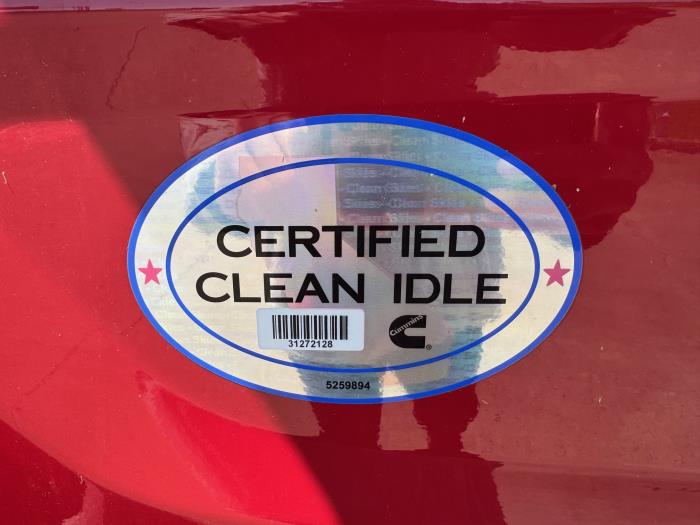 CERTIFIED
CLEAN IDLE
31272128
Cummins
5259894